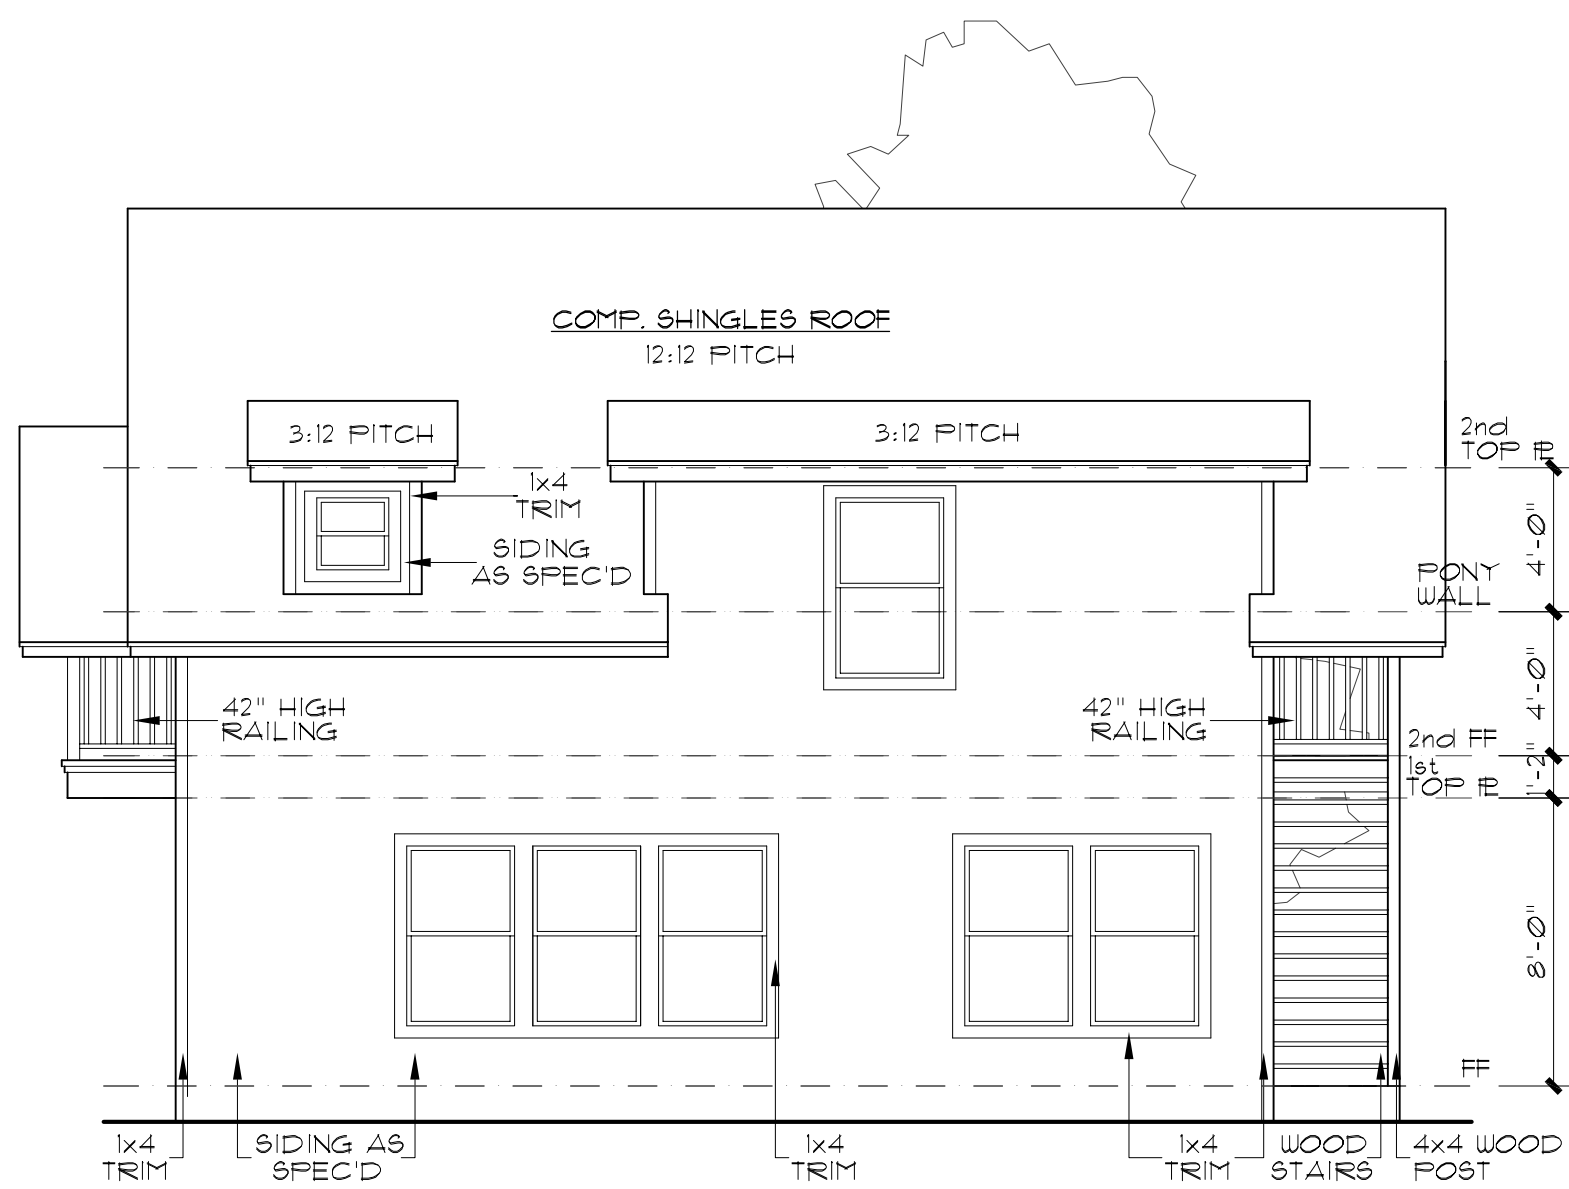 COMP. SHINGLES ROOF
12:12 PITCH
3:12 PITCH
3:12 PITCH
2nd
TOP PL
1x4
TRIM
SIDING
AS SPEC'D
4'-0"
PONY
WALL
42" HIGH
RAILING
42" HIGH
RAILING
4'-0"
2nd FF
1st
TOP PL
1'-2"
8'-0"
FF
1x4
TRIM
SIDING AS
SPEC'D
1x4
TRIM
1x4
TRIM
WOOD
STAIRS
4x4 WOOD
POST